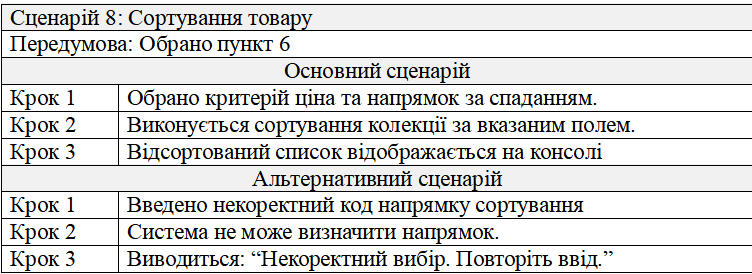 Сценарій 8: Сортування товару
Передумова: Обрано пункт 6
Основний сценарій
Крок 1 Обрано критерій ціна та напрямок за спаданням.
Крок 2 Виконується сортування колекції за вказаним полем.
Крок 3 Відсортований список відображається на консолі
Альтернативний сценарій
Крок 1 Введено некоректний код напрямку сортування
Крок 2 Система не може визначити напрямок.
Крок 3 Виводиться: “Некоректний вибір. Повторіть ввід.”